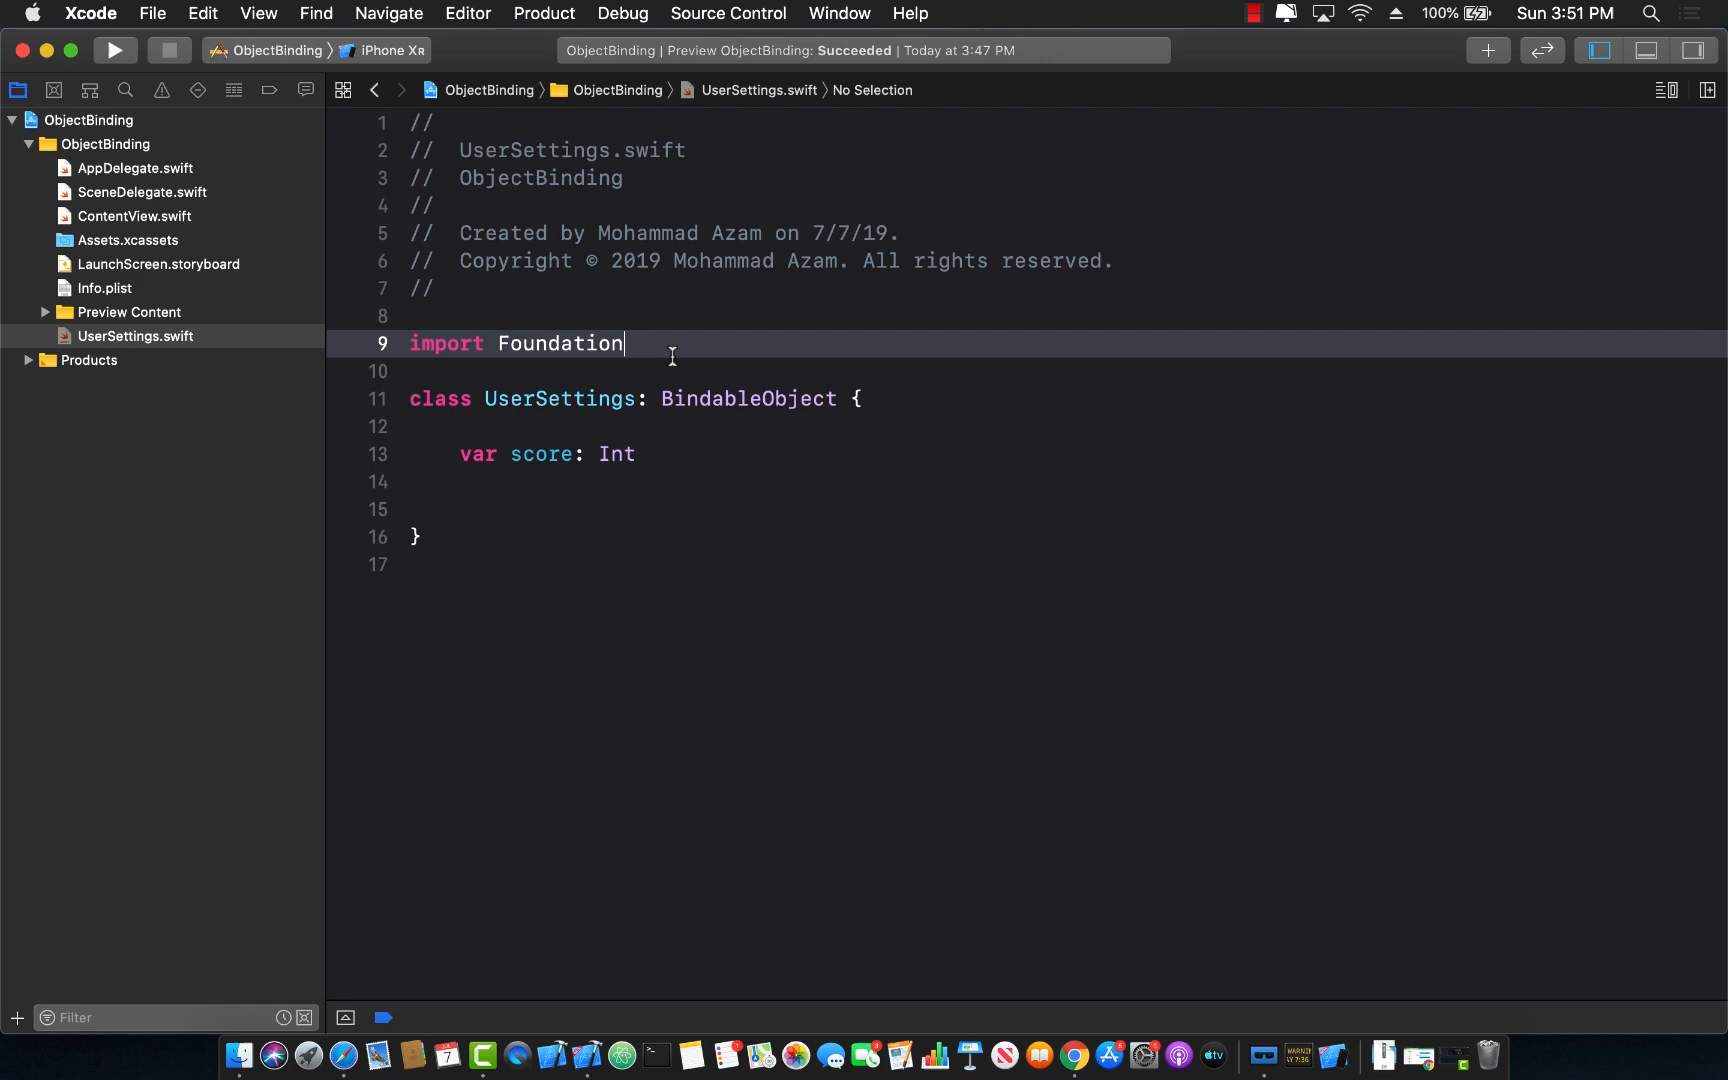 Xcode File Edit View Find Navigate Editor Product Debug Source Control Window Help 100% Sun 3:51 PM
ObjectBinding 〉 iPhone XR ObjectBinding | Preview ObjectBinding: Succeeded | Today at 3:47 PM
ObjectBinding 〉 ObjectBinding 〉 UserSettings.swift 〉 No Selection
ObjectBinding
ObjectBinding
AppDelegate.swift
SceneDelegate.swift
ContentView.swift
Assets.xcassets
LaunchScreen.storyboard
Info.plist
Preview Content
UserSettings.swift
Products
1 //
2 // UserSettings.swift
3 // ObjectBinding
4 //
5 // Created by Mohammad Azam on 7/7/19.
6 // Copyright © 2019 Mohammad Azam. All rights reserved.
7 //
8
9 import Foundation
10
11 class UserSettings: BindableObject {
12
13 var score: Int
14
15
16 }
17
Filter